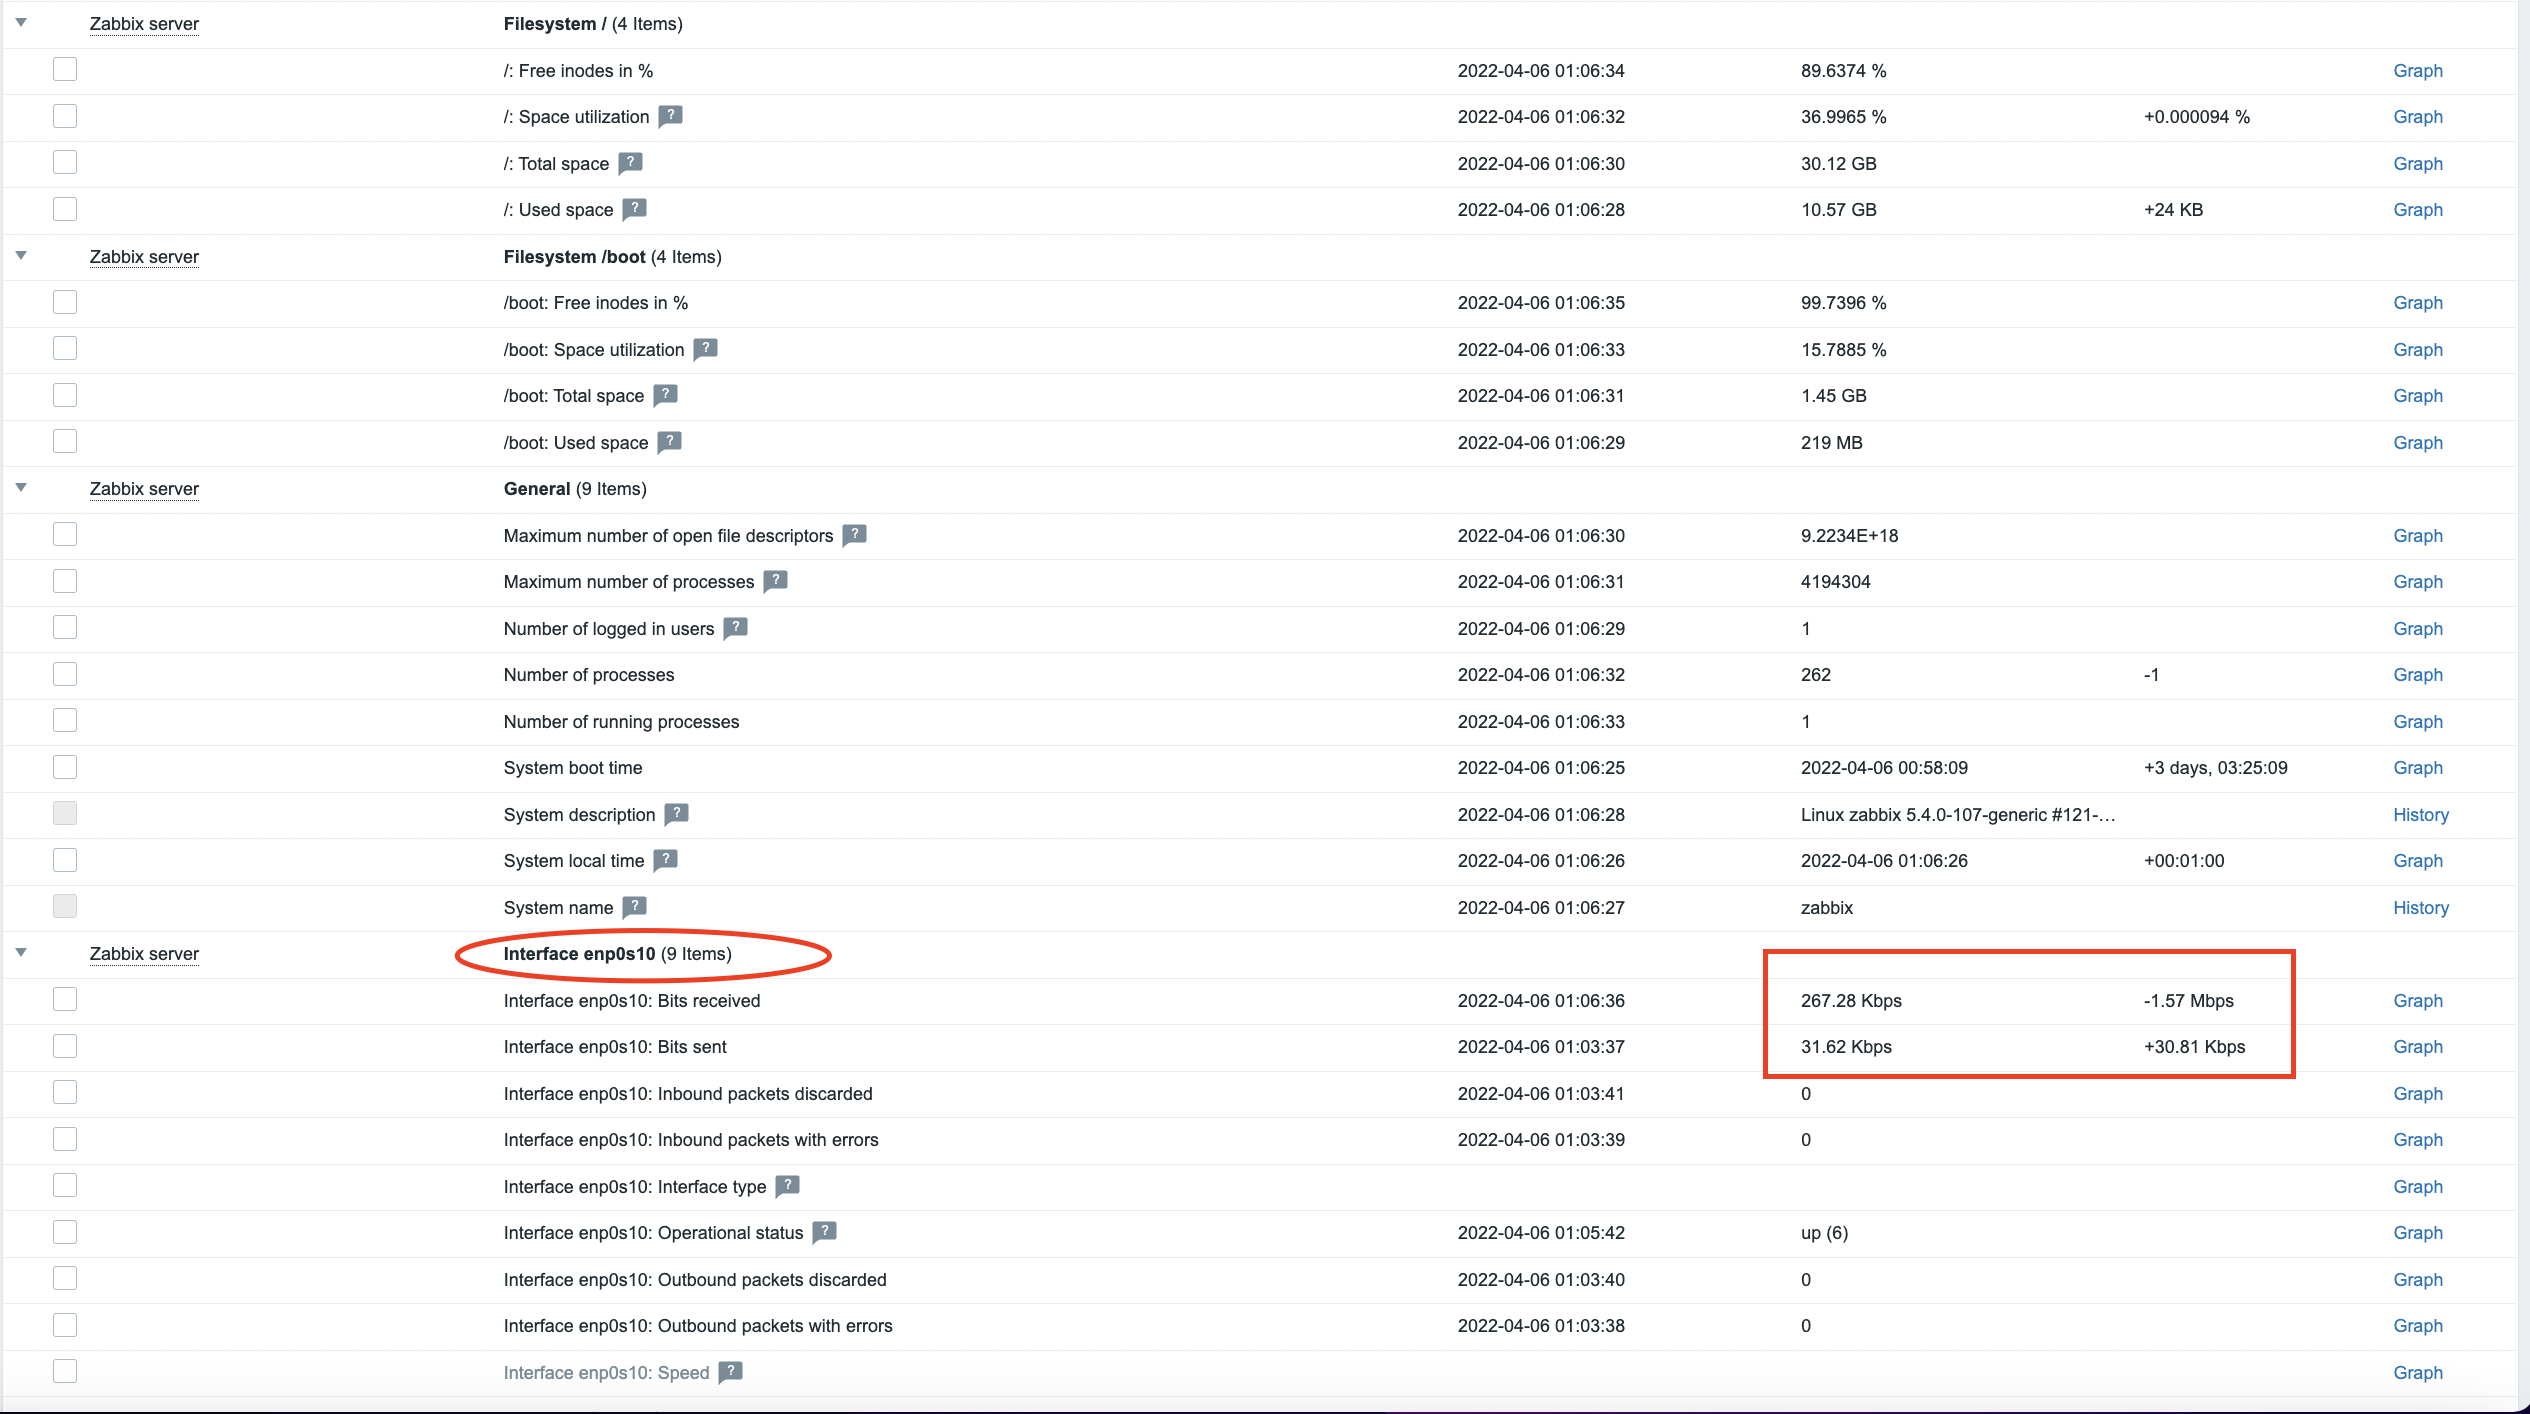 Zabbix server Filesystem / (4 Items)
/: Free inodes in % 2022-04-06 01:06:34 89.6374 % Graph
/: Space utilization ? 2022-04-06 01:06:32 36.9965 % +0.000094 % Graph
/: Total space ? 2022-04-06 01:06:30 30.12 GB Graph
/: Used space ? 2022-04-06 01:06:28 10.57 GB +24 KB Graph
Zabbix server Filesystem /boot (4 Items)
/boot: Free inodes in % 2022-04-06 01:06:35 99.7396 % Graph
/boot: Space utilization ? 2022-04-06 01:06:33 15.7885 % Graph
/boot: Total space ? 2022-04-06 01:06:31 1.45 GB Graph
/boot: Used space ? 2022-04-06 01:06:29 219 MB Graph
Zabbix server General (9 Items)
Maximum number of open file descriptors ? 2022-04-06 01:06:30 9.2234E+18 Graph
Maximum number of processes ? 2022-04-06 01:06:31 4194304 Graph
Number of logged in users ? 2022-04-06 01:06:29 1 Graph
Number of processes 2022-04-06 01:06:32 262 -1 Graph
Number of running processes 2022-04-06 01:06:33 1 Graph
System boot time 2022-04-06 01:06:25 2022-04-06 00:58:09 +3 days, 03:25:09 Graph
System description ? 2022-04-06 01:06:28 Linux zabbix 5.4.0-107-generic #121-… History
System local time ? 2022-04-06 01:06:26 2022-04-06 01:06:26 +00:01:00 Graph
System name ? 2022-04-06 01:06:27 zabbix History
Zabbix server Interface enp0s10 (9 Items)
Interface enp0s10: Bits received 2022-04-06 01:06:36 267.28 Kbps -1.57 Mbps Graph
Interface enp0s10: Bits sent 2022-04-06 01:03:37 31.62 Kbps +30.81 Kbps Graph
Interface enp0s10: Inbound packets discarded 2022-04-06 01:03:41 0 Graph
Interface enp0s10: Inbound packets with errors 2022-04-06 01:03:39 0 Graph
Interface enp0s10: Interface type ? Graph
Interface enp0s10: Operational status ? 2022-04-06 01:05:42 up (6) Graph
Interface enp0s10: Outbound packets discarded 2022-04-06 01:03:40 0 Graph
Interface enp0s10: Outbound packets with errors 2022-04-06 01:03:38 0 Graph
Interface enp0s10: Speed ? Graph